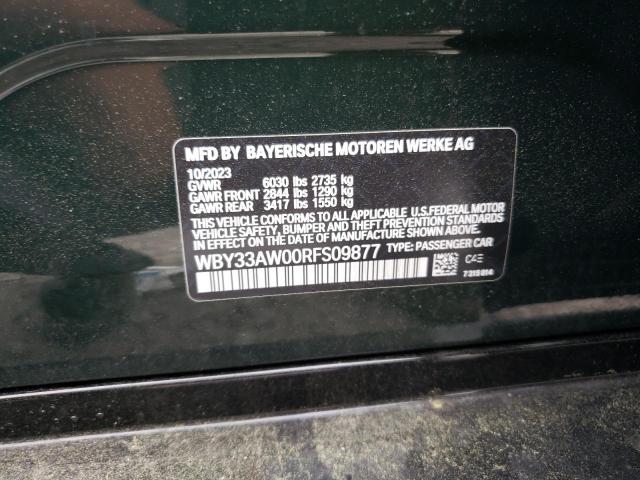 MFD BY BAYERISCHE MOTOREN WERKE AG
10/2023
GVWR 6030 lbs 2735 kg
GAWR FRONT 2844 lbs 1290 kg
GAWR REAR 3417 lbs 1550 kg
THIS VEHICLE CONFORMS TO ALL APPLICABLE U.S.FEDERAL MOTOR
VEHICLE SAFETY, BUMPER AND THEFT PREVENTION STANDARDS
IN EFFECT ON THE DATE OF MANUFACTURE SHOWN ABOVE.
WBY33AW00RFS09877 TYPE: PASSENGER CAR
C4E
7315814